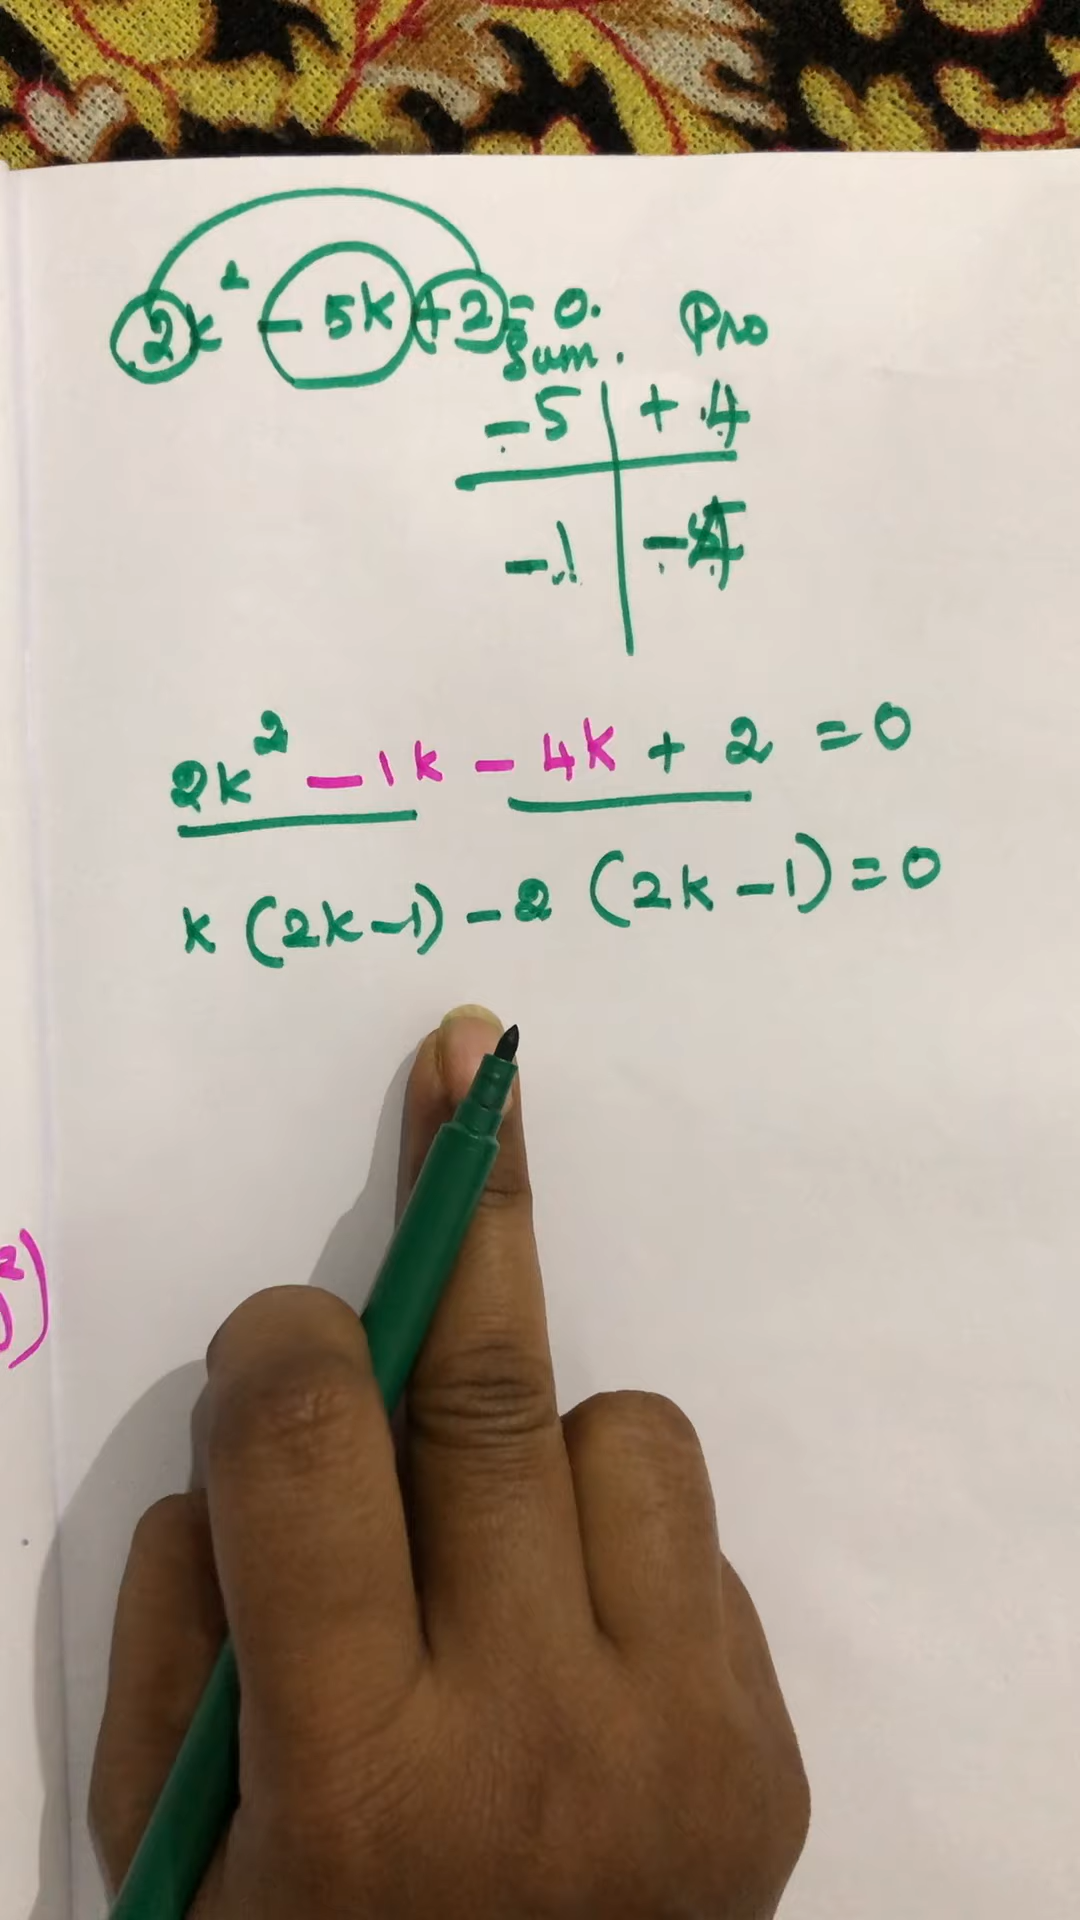 2k² - 5k + 2 = 0.
Sum. Pro
-5 + 4
-1 -4
2k² - 1k - 4k + 2 = 0
k (2k-1) - 2 (2k - 1) = 0
2)